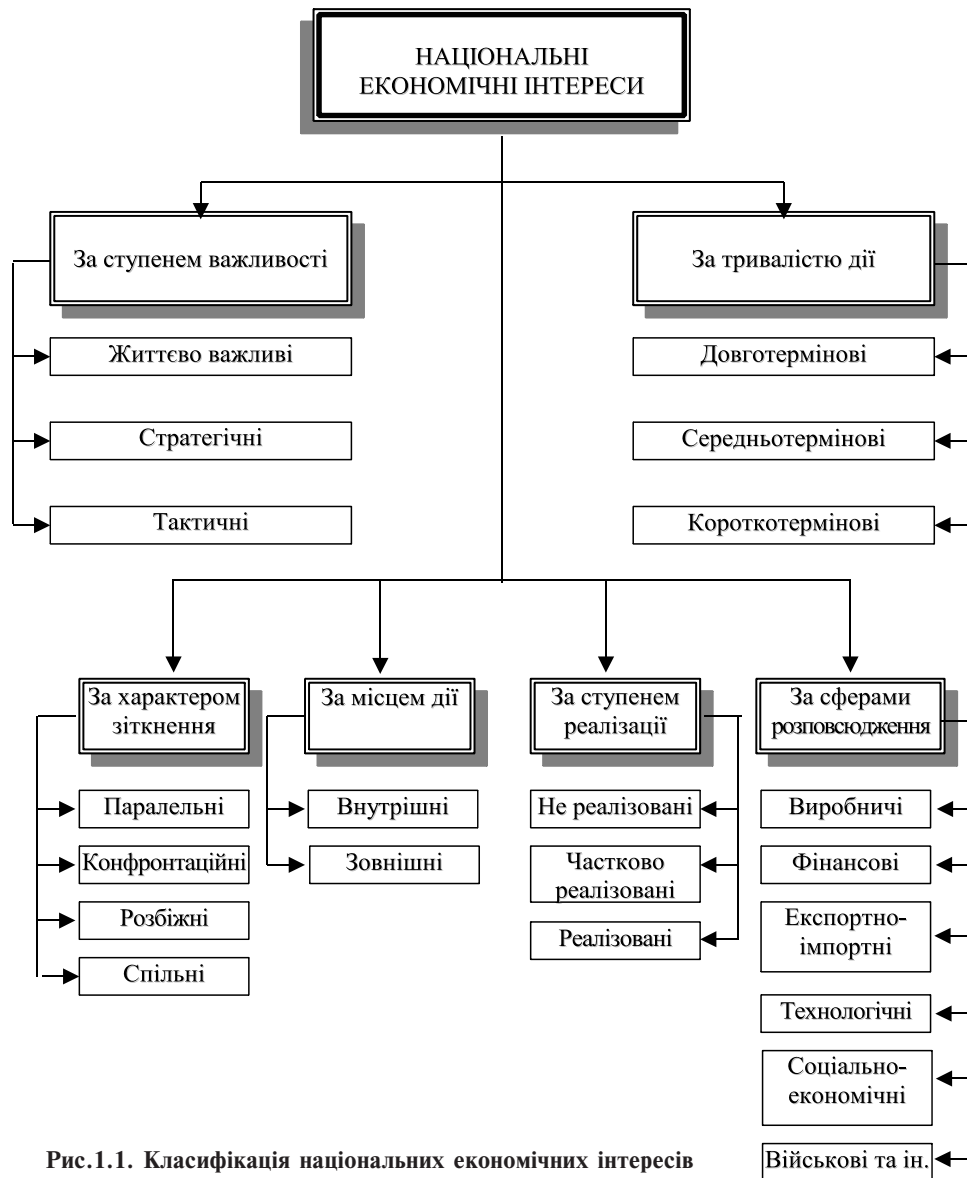 НАЦІОНАЛЬНІ
ЕКОНОМІЧНІ ІНТЕРЕСИ
За ступенем важливості
Життєво важливі
Стратегічні
Тактичні
За тривалістю дії
Довготермінові
Середньотермінові
Короткотермінові
За характером
зіткнення
Паралельні
Конфронтаційні
Розбіжні
Спільні
За місцем дії
Внутрішні
Зовнішні
За ступенем
реалізації
Не реалізовані
Частково
реалізовані
Реалізовані
За сферами
розповсюдження
Виробничі
Фінансові
Експортно-
імпортні
Технологічні
Соціально-
економічні
Військові та ін.
Рис.1.1. Класифікація національних економічних інтересів